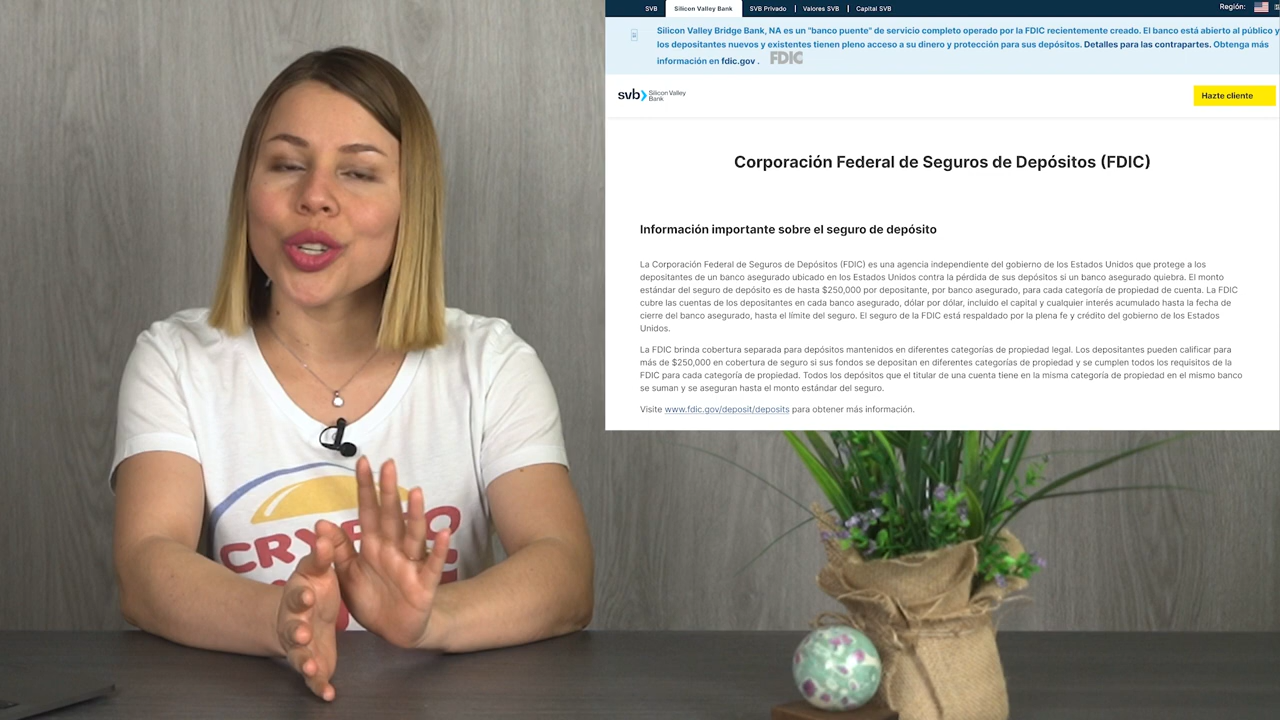 SVB
Silicon Valley Bank
SVB Privado
Valores SVB
Capital SVB
Región:
Silicon Valley Bridge Bank, NA es un "banco puente" de servicio completo operado por la FDIC recientemente creado. El banco está abierto al público y
los depositantes nuevos y existentes tienen pleno acceso a su dinero y protección para sus depósitos. Detalles para las contrapartes. Obtenga más
información en fdic.gov . FDIC
svb Silicon Valley
Bank
Hazte cliente
Corporación Federal de Seguros de Depósitos (FDIC)
Información importante sobre el seguro de depósito
La Corporación Federal de Seguros de Depósitos (FDIC) es una agencia independiente del gobierno de los Estados Unidos que protege a los
depositantes de un banco asegurado ubicado en los Estados Unidos contra la pérdida de sus depósitos si un banco asegurado quiebra. El monto
estándar del seguro de depósito es de hasta $250,000 por depositante, por banco asegurado, para cada categoría de propiedad de cuenta. La FDIC
cubre las cuentas de los depositantes en cada banco asegurado, dólar por dólar, incluido el capital y cualquier interés acumulado hasta la fecha de
cierre del banco asegurado, hasta el límite del seguro. El seguro de la FDIC está respaldado por la plena fe y crédito del gobierno de los Estados
Unidos.
La FDIC brinda cobertura separada para depósitos mantenidos en diferentes categorías de propiedad legal. Los depositantes pueden calificar para
más de $250,000 en cobertura de seguro si sus fondos se depositan en diferentes categorías de propiedad y se cumplen todos los requisitos de la
FDIC para cada categoría de propiedad. Todos los depósitos que el titular de una cuenta tiene en la misma categoría de propiedad en el mismo banco
se suman y se aseguran hasta el monto estándar del seguro.
Visite www.fdic.gov/deposit/deposits para obtener más información.